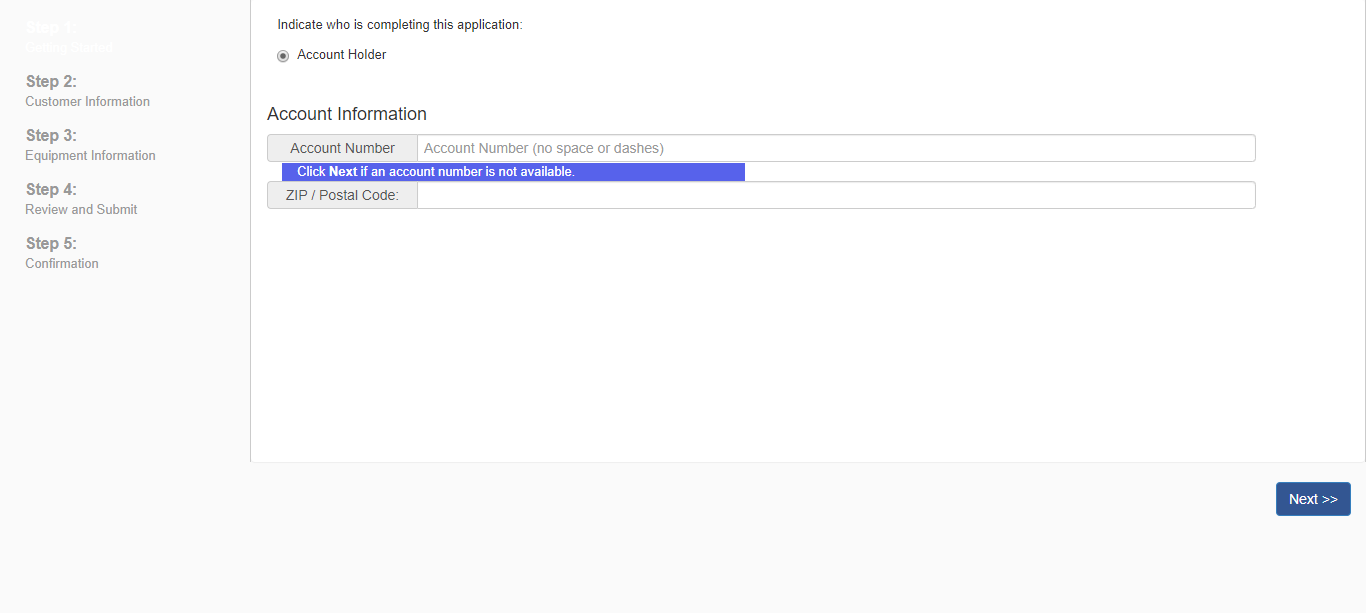 Step 1:
Getting Started
Step 2:
Customer Information
Step 3:
Equipment Information
Step 4:
Review and Submit
Step 5:
Confirmation
Indicate who is completing this application:
Account Holder
Account Information
Account Number
Account Number (no space or dashes)
Click Next if an account number is not available.
ZIP / Postal Code:
Next >>